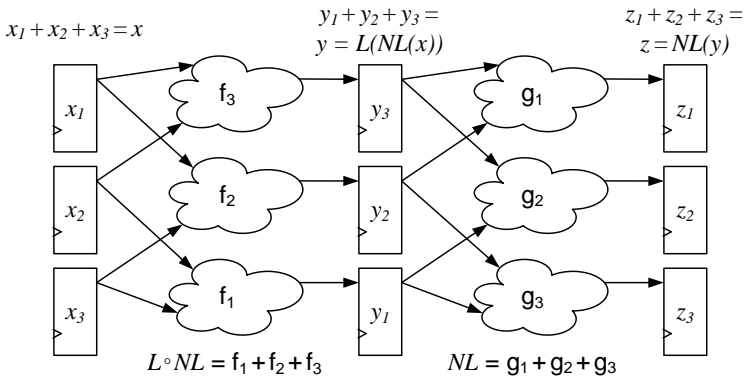 x1 + x2 + x3 = x
y1 + y2 + y3 =
y = L(NL(x))
z1 + z2 + z3 =
z = NL(y)
x1
f3
y3
g1
z1
x2
f2
y2
g2
z2
x3
f1
y1
g3
z3
L∘NL = f1 + f2 + f3
NL = g1 + g2 + g3